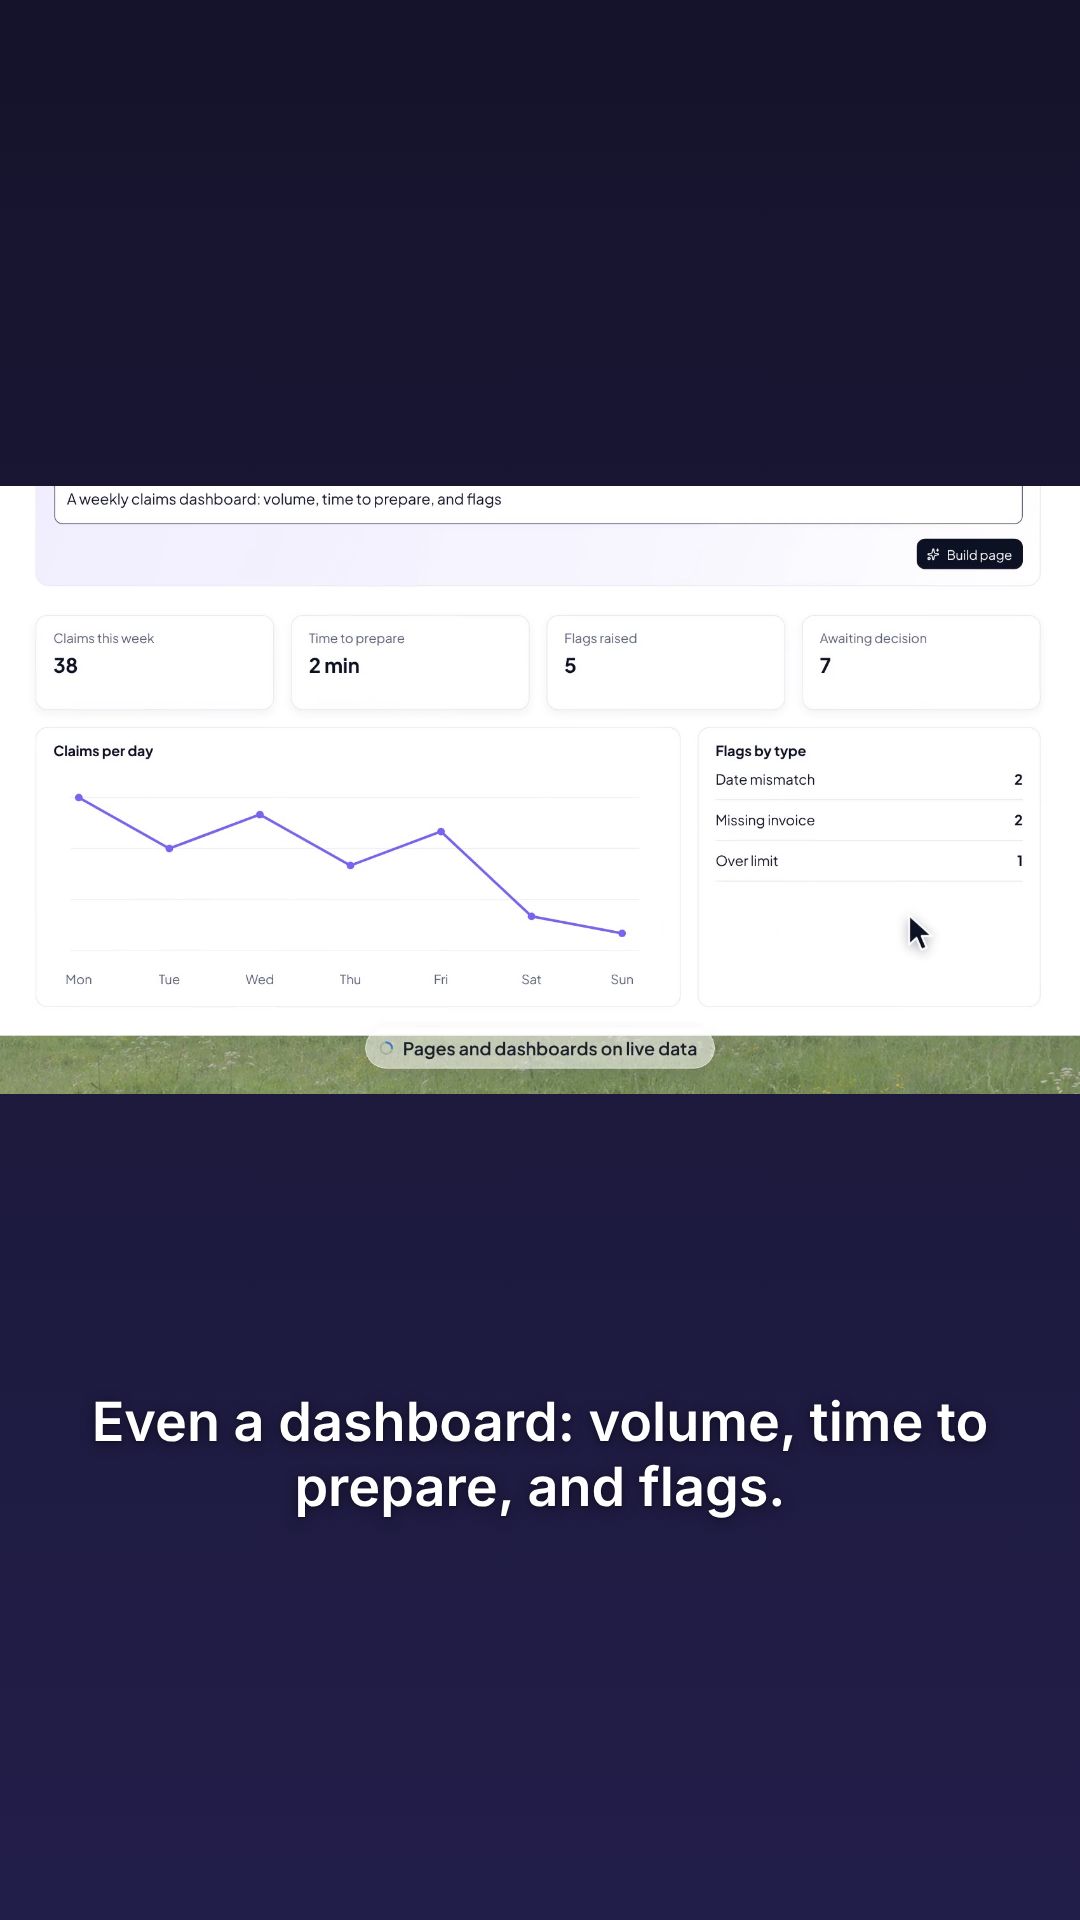 A weekly claims dashboard: volume, time to prepare, and flags
Build page
Claims this week
38
Time to prepare
2 min
Flags raised
5
Awaiting decision
7
Claims per day
Mon Tue Wed Thu Fri Sat Sun
Flags by type
Date mismatch 2
Missing invoice 2
Over limit 1
Pages and dashboards on live data
Even a dashboard: volume, time to
prepare, and flags.